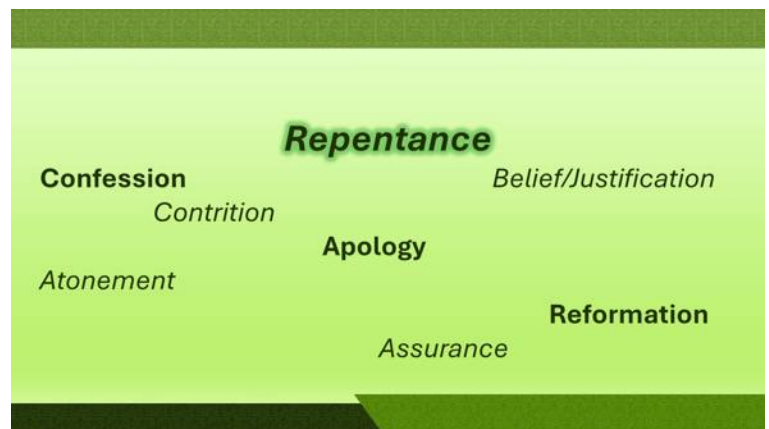 Repentance
Confession
Belief/Justification
Contrition
Apology
Atonement
Reformation
Assurance